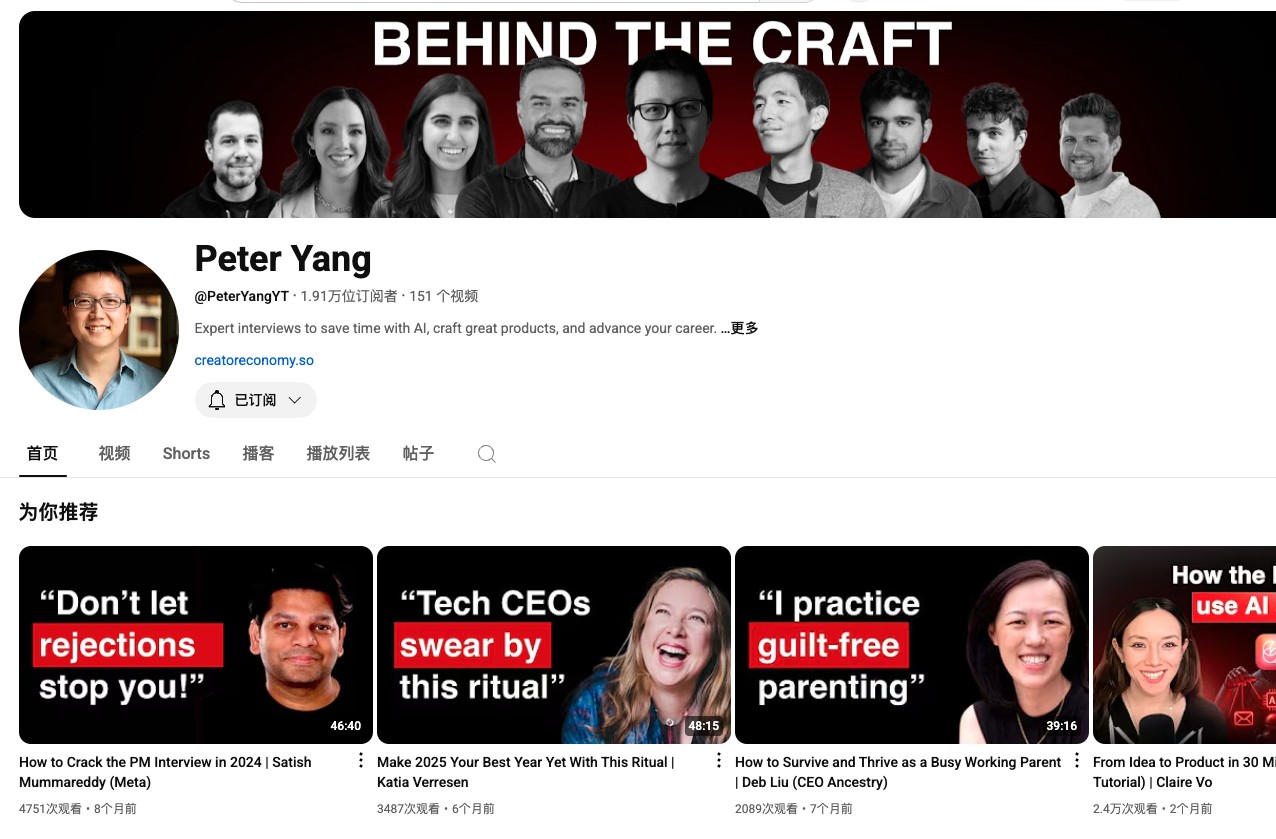 BEHIND THE CRAFT
Peter Yang
@PeterYangYT · 1.91万位订阅者 · 151 个视频
Expert interviews to save time with AI, craft great products, and advance your career. ...更多
creatoreconomy.so
已订阅
首页 视频 Shorts 播客 播放列表 帖子
为你推荐
“Don’t let
rejections
stop you!”
46:40
“Tech CEOs
swear by
this ritual”
48:15
“I practice
guilt-free
parenting”
39:16
How the
use AI
How to Crack the PM Interview in 2024 | Satish
Mummareddy (Meta)
4751次观看 • 8个月前
Make 2025 Your Best Year Yet With This Ritual |
Katia Verresen
3487次观看 • 6个月前
How to Survive and Thrive as a Busy Working Parent
| Deb Liu (CEO Ancestry)
2089次观看 • 7个月前
From Idea to Product in 30 Mi
Tutorial) | Claire Vo
2.4万次观看 • 2个月前